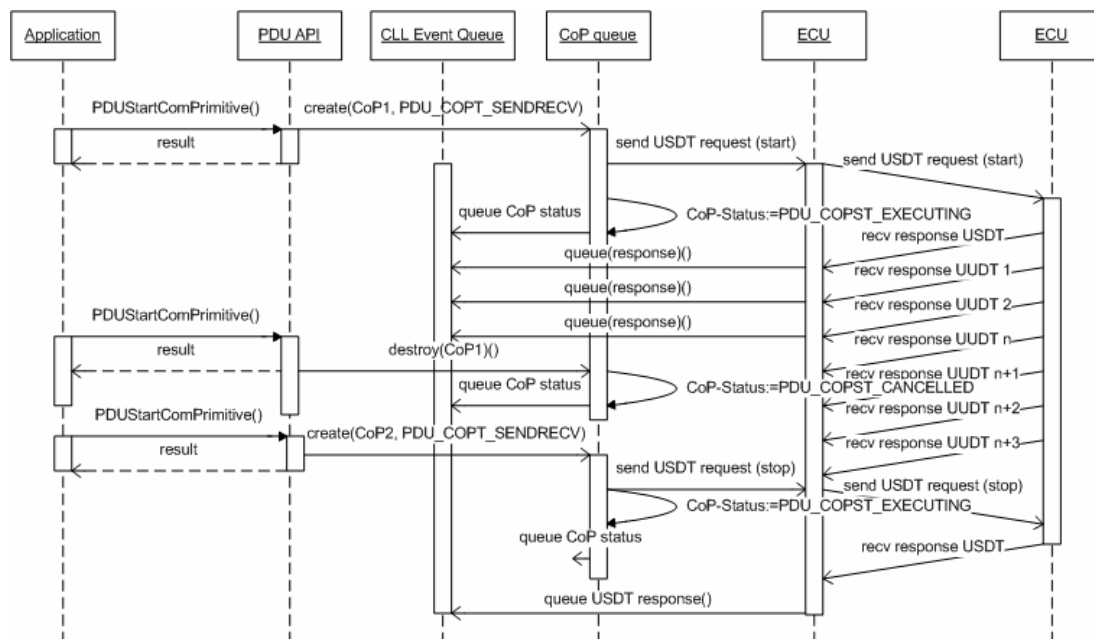 Application
PDU API
CLL Event Queue
CoP queue
ECU
ECU
PDUStartComPrimitive()
create(CoP1, PDU_COPT_SENDRECV)
result
send USDT request (start)
send USDT request (start)
queue CoP status
CoP-Status:=PDU_COPST_EXECUTING
recv response USDT
queue(response)()
recv response UUDT 1
queue(response)()
recv response UUDT 2
PDUStartComPrimitive()
queue(response)()
recv response UUDT n
result
destroy(CoP1)()
recv response UUDT n+1
queue CoP status
CoP-Status:=PDU_COPST_CANCELLED
recv response UUDT n+2
PDUStartComPrimitive()
create(CoP2, PDU_COPT_SENDRECV)
recv response UUDT n+3
result
send USDT request (stop)
send USDT request (stop)
CoP-Status:=PDU_COPST_EXECUTING
queue CoP status
recv response USDT
queue USDT response()